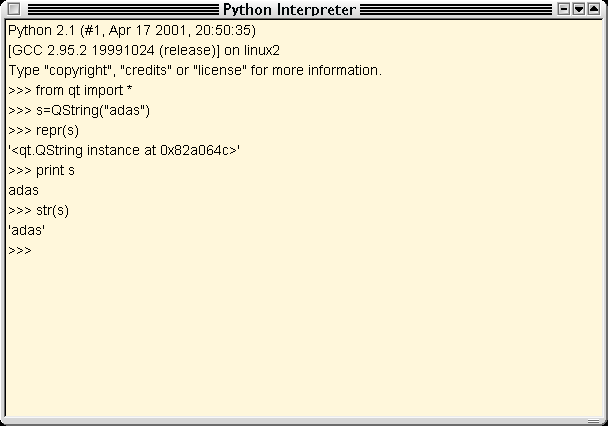 Python Interpreter
Python 2.1 (#1, Apr 17 2001, 20:50:35)
[GCC 2.95.2 19991024 (release)] on linux2
Type "copyright", "credits" or "license" for more information.
>>> from qt import *
>>> s=QString("adas")
>>> repr(s)
'<qt.QString instance at 0x82a064c>'
>>> print s
adas
>>> str(s)
'adas'
>>>